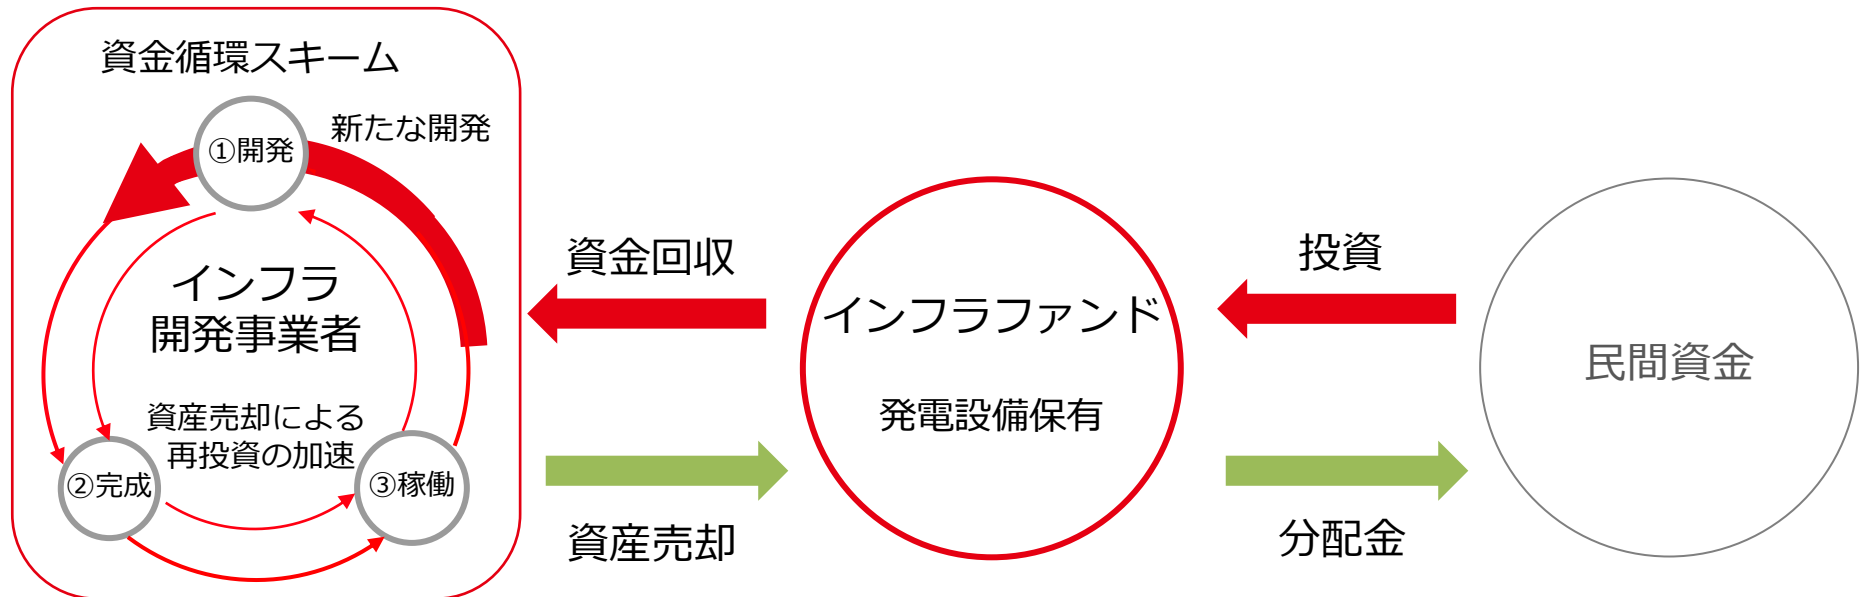 資金循環スキーム
新たな開発
①開発
インフラ
開発事業者
資産売却による
再投資の加速
②完成
③稼働
資金回収
資産売却
インフラファンド
発電設備保有
投資
分配金
民間資金